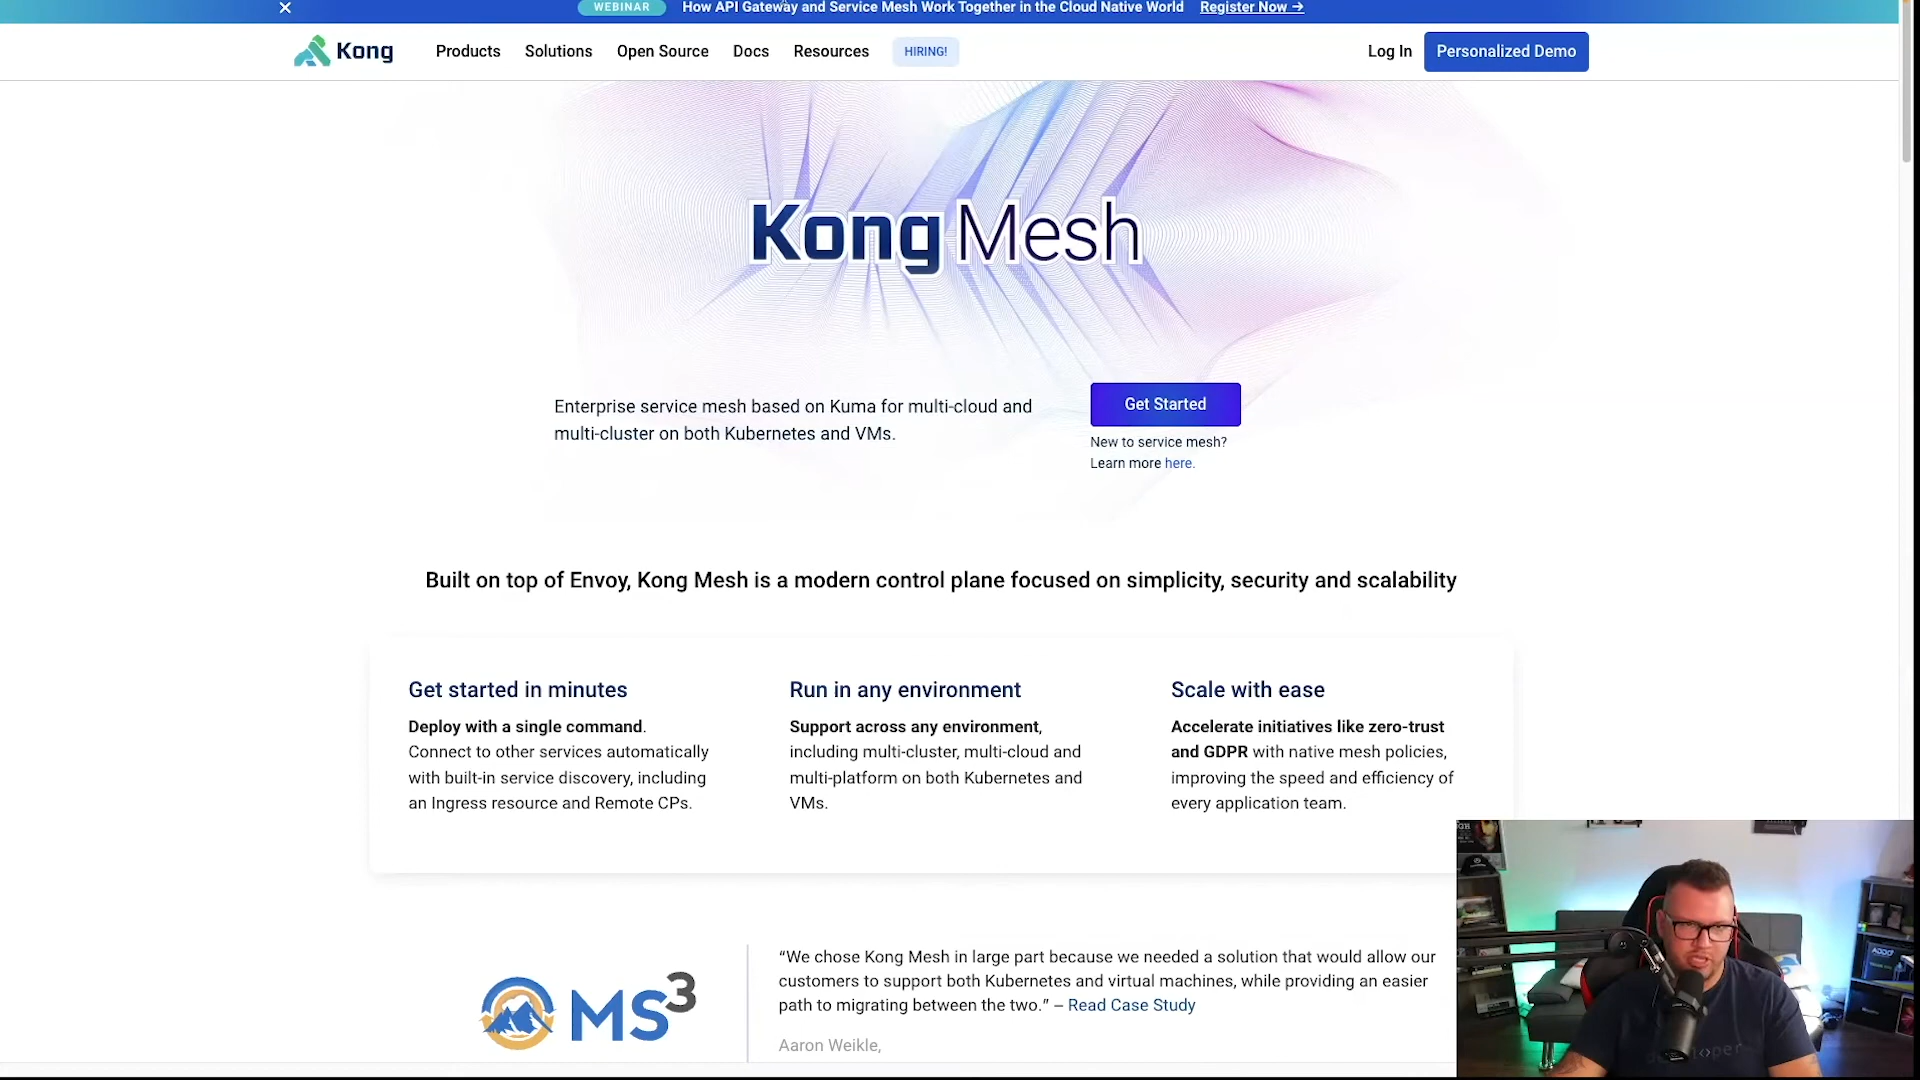 WEBINAR How API Gateway and Service Mesh Work Together in the Cloud Native World Register Now →
Kong Products Solutions Open Source Docs Resources HIRING! Log In Personalized Demo
Kong Mesh
Enterprise service mesh based on Kuma for multi-cloud and
multi-cluster on both Kubernetes and VMs.
Get Started
New to service mesh?
Learn more here.
Built on top of Envoy, Kong Mesh is a modern control plane focused on simplicity, security and scalability
Get started in minutes
Deploy with a single command.
Connect to other services automatically
with built-in service discovery, including
an Ingress resource and Remote CPs.
Run in any environment
Support across any environment,
including multi-cluster, multi-cloud and
multi-platform on both Kubernetes and
VMs.
Scale with ease
Accelerate initiatives like zero-trust
and GDPR with native mesh policies,
improving the speed and efficiency of
every application team.
MS3
“We chose Kong Mesh in large part because we needed a solution that would allow our
customers to support both Kubernetes and virtual machines, while providing an easier
path to migrating between the two.” – Read Case Study
Aaron Weikle,